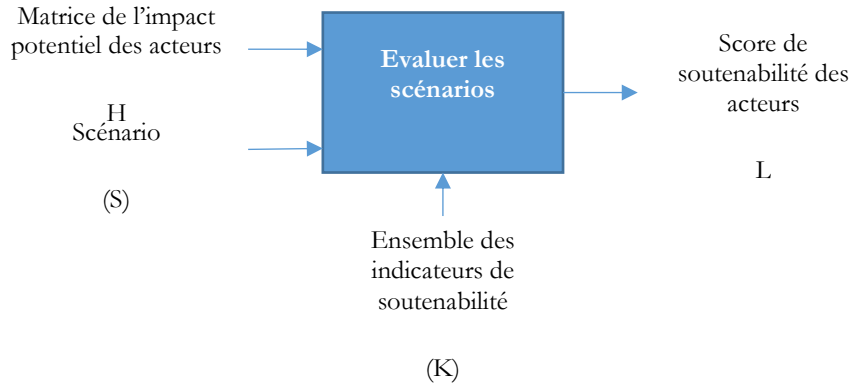 Matrice de l'impact
potentiel des acteurs
H
Scénario
(S)
Evaluer les
scénarios
Score de
soutenabilité des
acteurs
L
Ensemble des
indicateurs de
soutenabilité
(K)